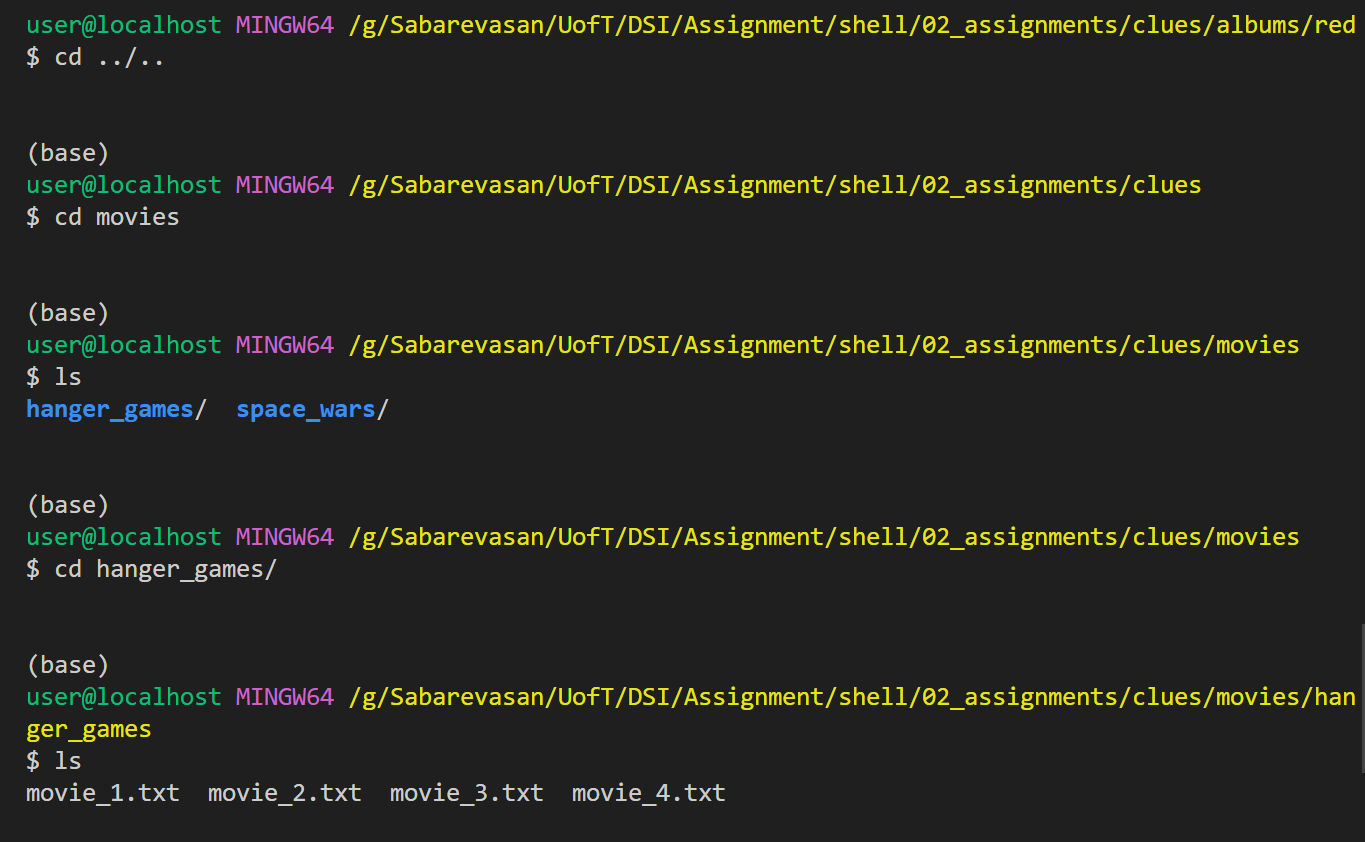 user@localhost MINGW64 /g/Sabarevasan/UofT/DSI/Assignment/shell/02_assignments/clues/albums/red
$ cd ../..
(base)
user@localhost MINGW64 /g/Sabarevasan/UofT/DSI/Assignment/shell/02_assignments/clues
$ cd movies
(base)
user@localhost MINGW64 /g/Sabarevasan/UofT/DSI/Assignment/shell/02_assignments/clues/movies
$ ls
hanger_games/  space_wars/
(base)
user@localhost MINGW64 /g/Sabarevasan/UofT/DSI/Assignment/shell/02_assignments/clues/movies
$ cd hanger_games/
(base)
user@localhost MINGW64 /g/Sabarevasan/UofT/DSI/Assignment/shell/02_assignments/clues/movies/han
ger_games
$ ls
movie_1.txt  movie_2.txt  movie_3.txt  movie_4.txt